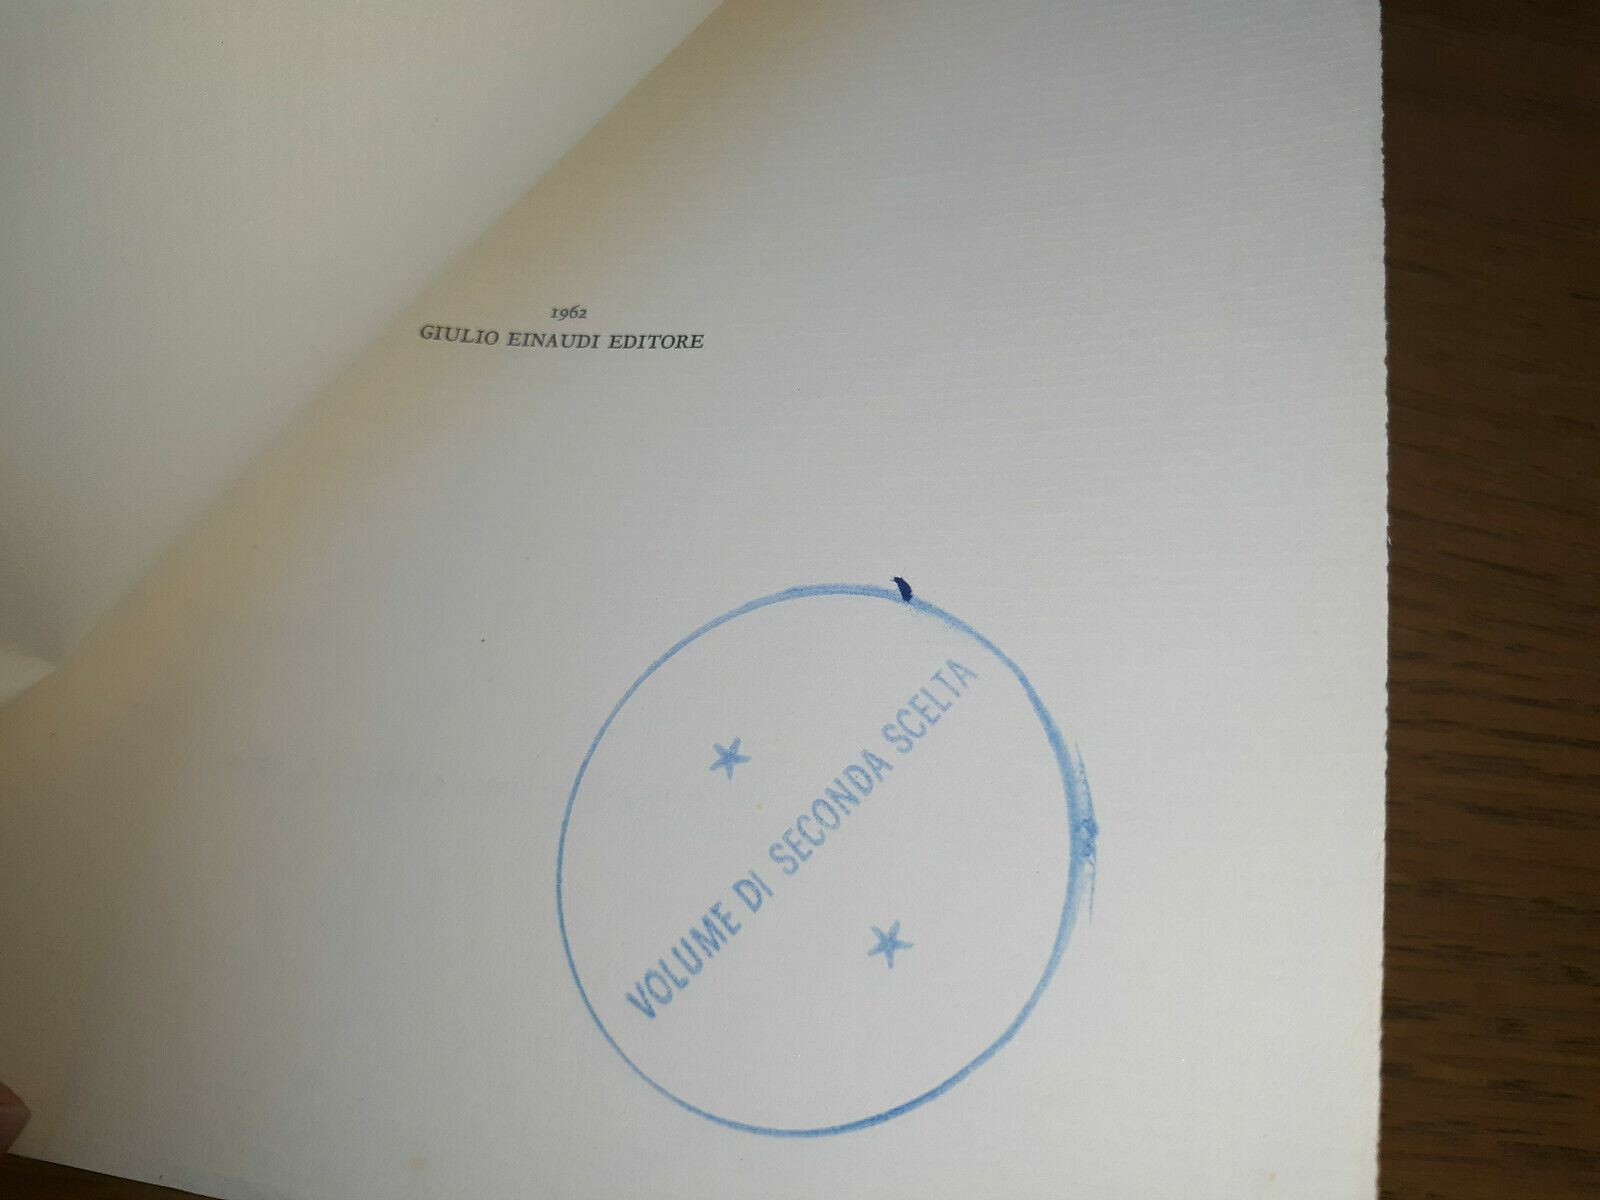 1962
GIULIO EINAUDI EDITORE
VOLUME DI SECONDA SCELTA